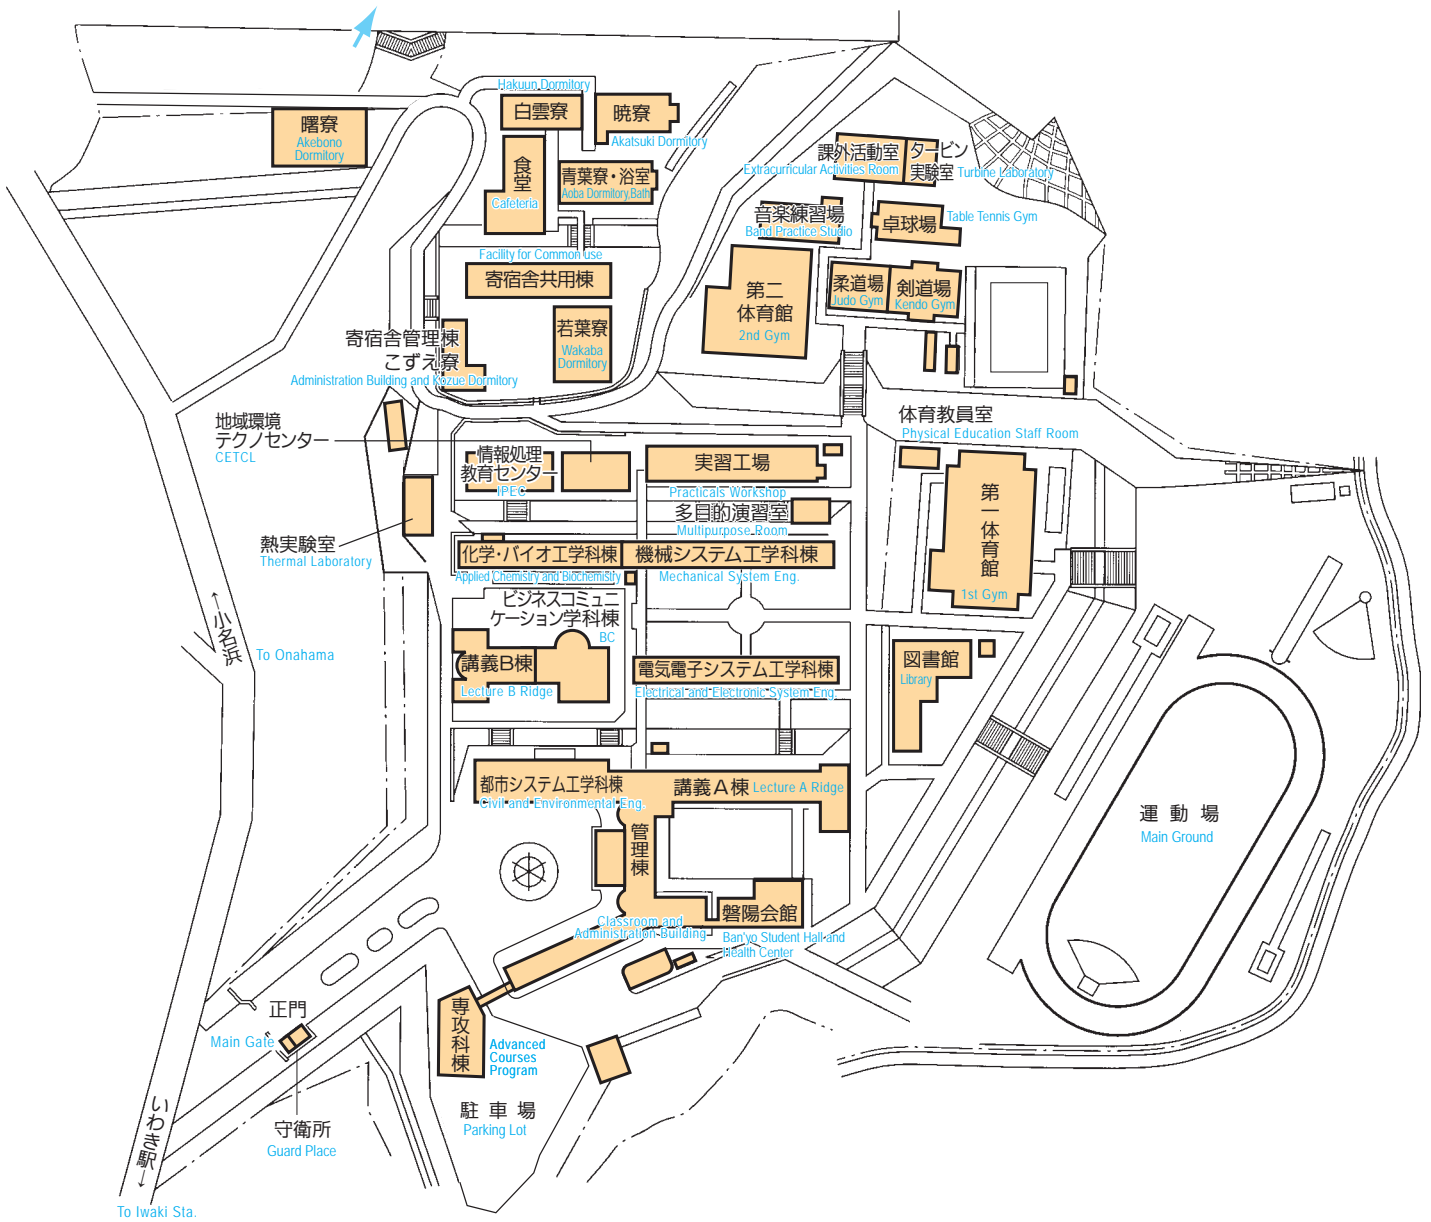 Hakuun Dormitory
白雲寮
暁寮
Akatsuki Dormitory
曙寮
Akebono
Dormitory
食堂
Cafeteria
青葉寮・浴室
Aoba Dormitory,Bath
課外活動室
Extracurricular Activities Room
タービン
実験室
Turbine Laboratory
音楽練習場
Band Practice Studio
卓球場
Table Tennis Gym
Facility for Common use
寄宿舎共用棟
第二
体育館
2nd Gym
柔道場
Judo Gym
剣道場
Kendo Gym
若葉寮
Wakaba
Dormitory
寄宿舎管理棟
こずえ寮
Administration Building and Kozue Dormitory
地域環境
テクノセンター
CETCL
体育教員室
Physical Education Staff Room
情報処理
教育センター
IPEC
実習工場
Practicals Workshop
多目的演習室
Multipurpose Room
第一体育館
1st Gym
熱実験室
Thermal Laboratory
化学・バイオ工学科棟
Applied Chemistry and Biochemistry
機械システム工学科棟
Mechanical System Eng.
ビジネスコミュニ
ケーション学科棟
BC
←小名浜
To Onahama
講義B棟
Lecture B Ridge
電気電子システム工学科棟
Electrical and Electronic System Eng.
図書館
Library
都市システム工学科棟
Civil and Environmental Eng.
講義A棟
Lecture A Ridge
運動場
Main Ground
管理棟
Classroom and
Administration Building
磐陽会館
Ban'yo Student Hall and
Health Center
正門
Main Gate
専攻科棟
Advanced
Courses
Program
駐車場
Parking Lot
守衛所
Guard Place
いわき駅→
To Iwaki Sta.